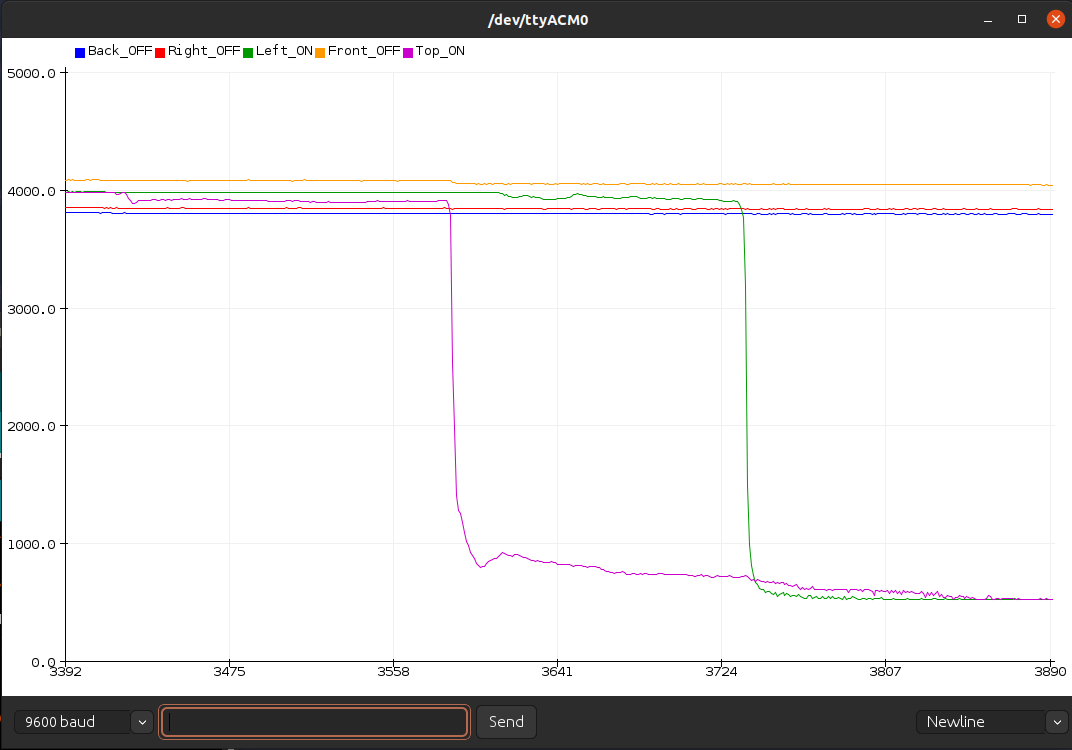 /dev/ttyACM0
Back_OFF Right_OFF Left_ON Front_OFF Top_ON
5000.0
4000.0
3000.0
2000.0
1000.0
0.0
3392 3475 3558 3641 3724 3807 3890
9600 baud Send Newline